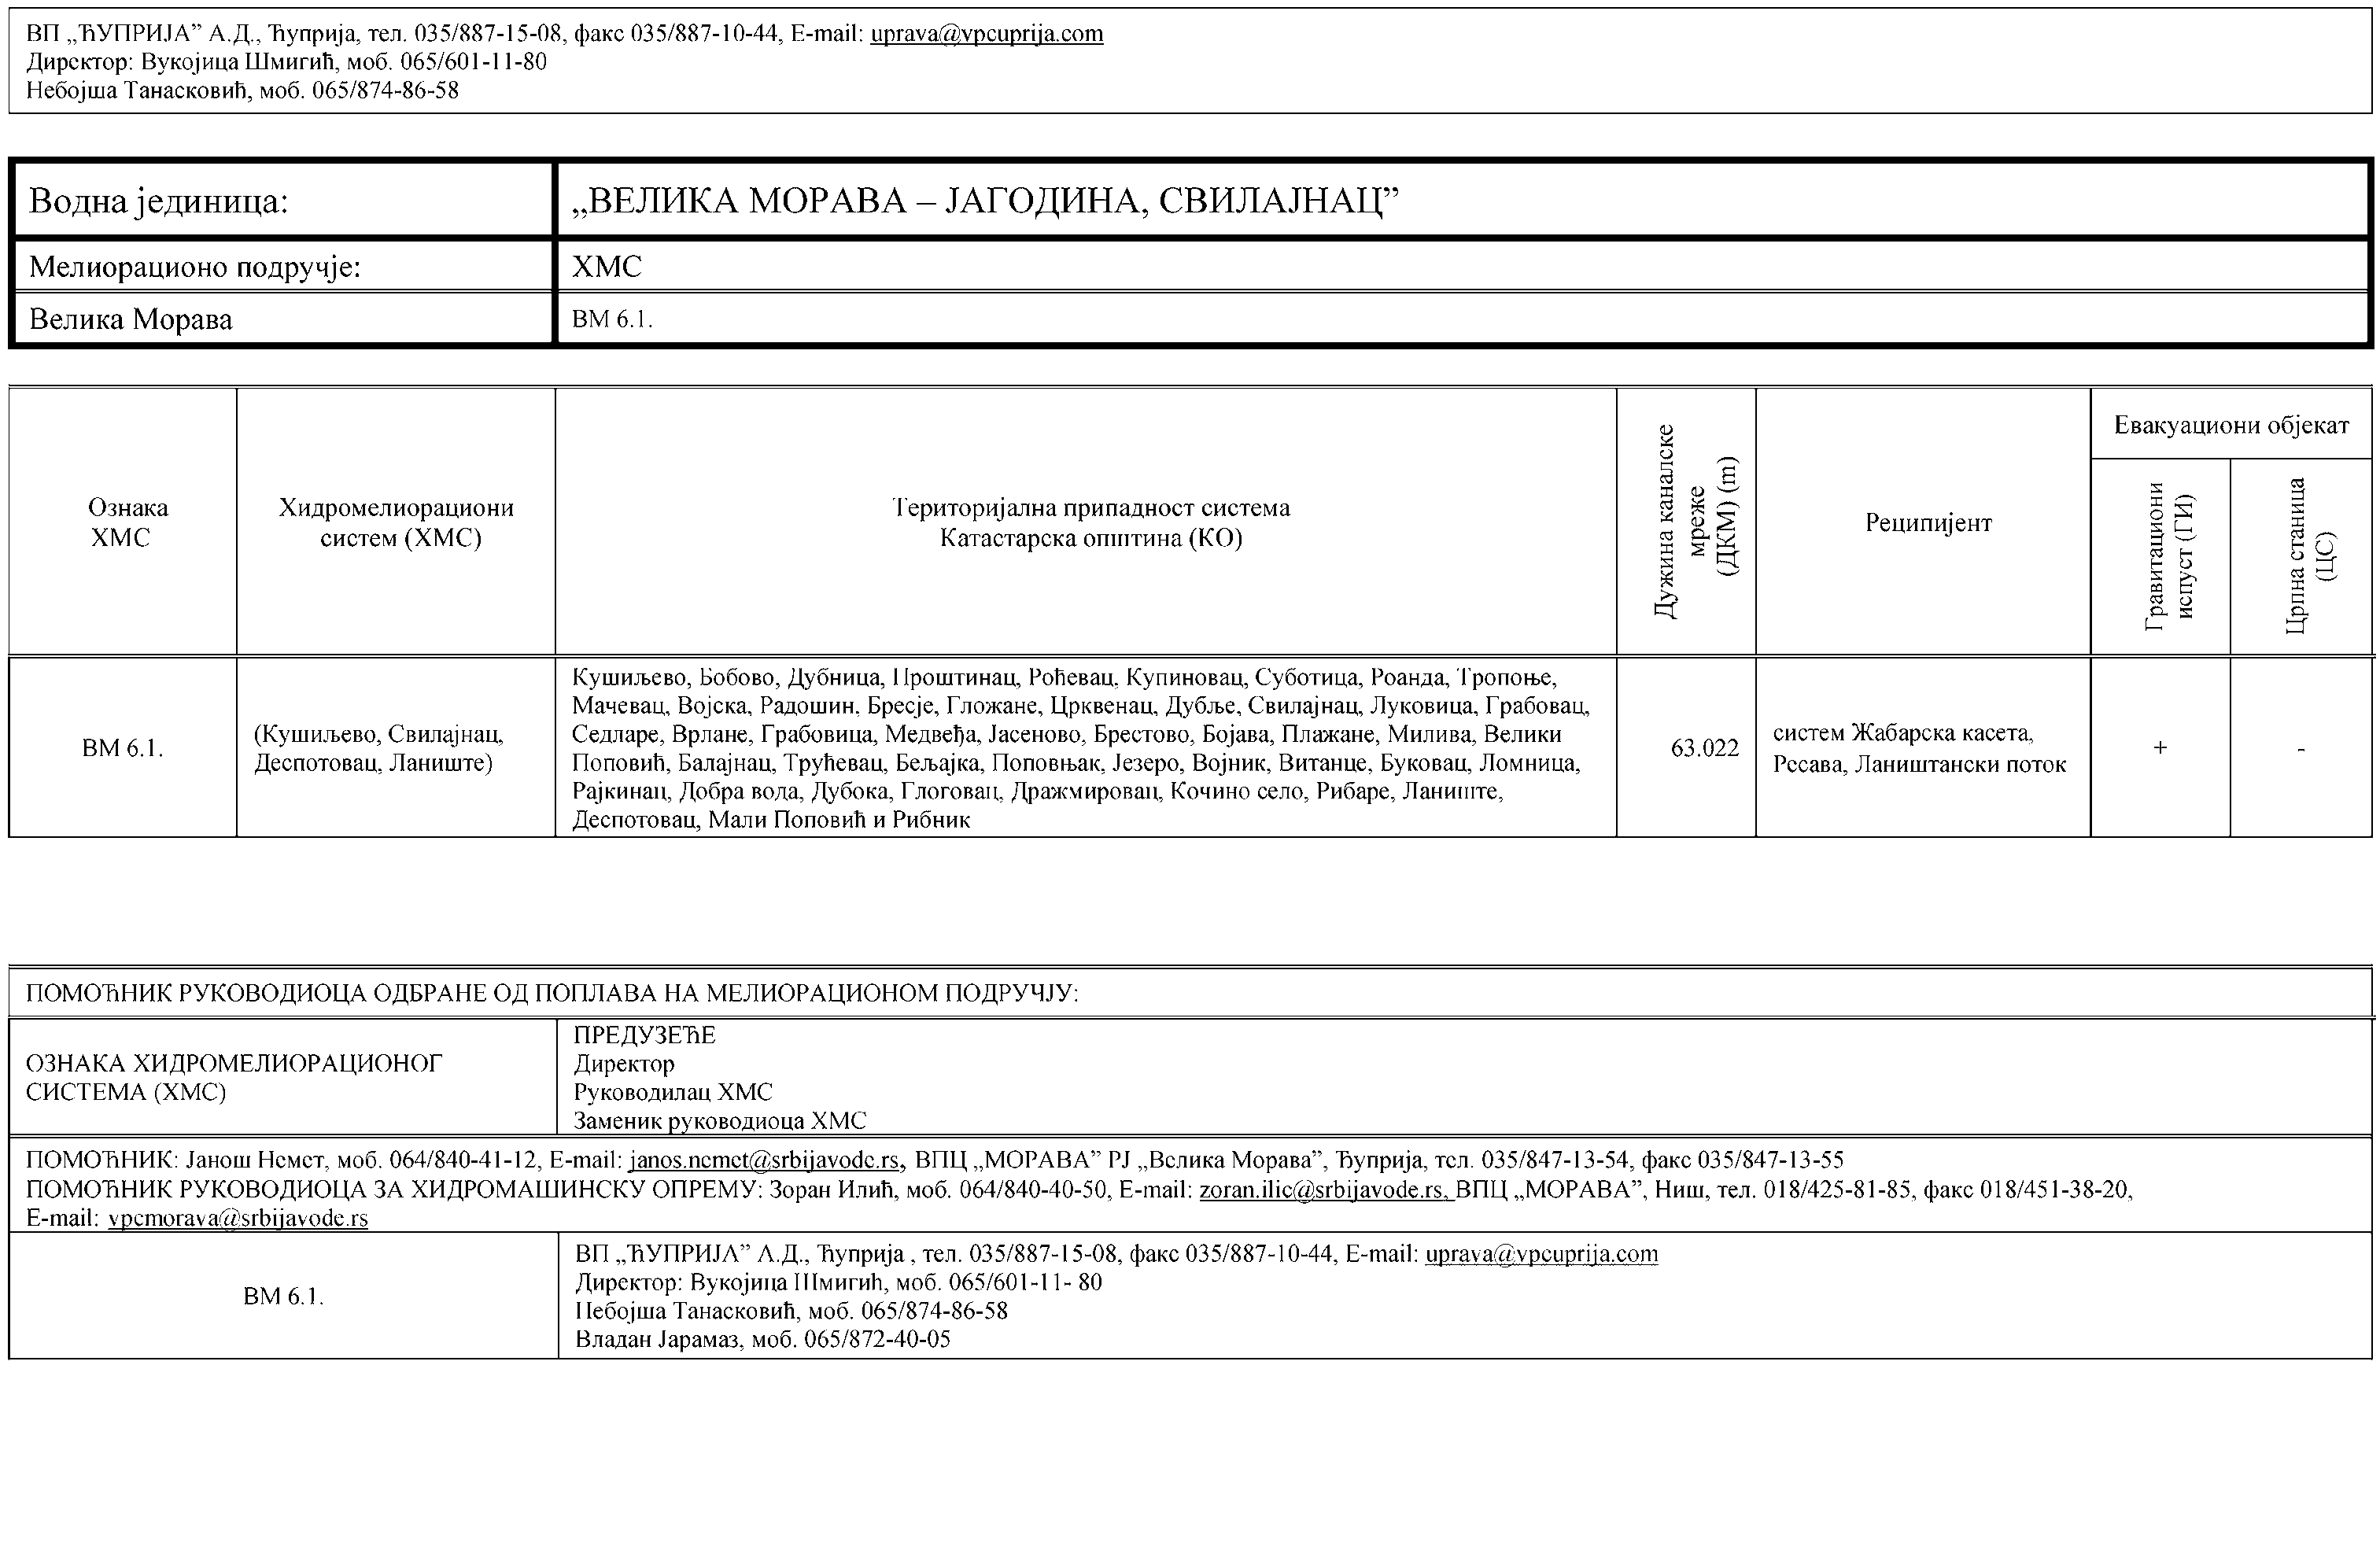 ВП „ЋУПРИЈА” А.Д., Ћуприја, тел. 035/887-15-08, факс 035/887-10-44, E-mail: uprava@vpcuprija.com
Директор: Вукојица Шмигић, моб. 065/601-11-80
Небојша Танасковић, моб. 065/874-86-58
Водна јединица:
„ВЕЛИКА МОРАВА – ЈАГОДИНА, СВИЛАЈНАЦ”
Мелиорационо подручје:
ХМС
Велика Морава
ВМ 6.1.
Ознака
ХМС
Хидромелиорациони
систем (ХМС)
Територијална припадност система
Катастарска општина (КО)
Дужина каналске
мреже
(ДКМ) (m)
Реципијент
Евакуациони објекат
Гравитациони
испуст (ГИ)
Црпна станица
(ЦС)
ВМ 6.1.
(Кушиљево, Свилајнац,
Деспотовац, Ланиште)
Кушиљево, Бобово, Дубница, Проштинац, Роћевац, Купиновац, Суботица, Роанда, Тропоње,
Мачевац, Војска, Радошин, Бресје, Гложане, Црквенац, Дубље, Свилајнац, Луковица, Грабовац,
Седларе, Врлане, Грабовица, Медвеђа, Јасеново, Брестово, Бојава, Плажане, Милива, Велики
Поповић, Балајнац, Трућевац, Бељајка, Поповњак, Језеро, Војник, Витанце, Буковац, Ломница,
Рајкинац, Добра вода, Дубока, Глоговац, Дражмировац, Кочино село, Рибаре, Ланиште,
Деспотовац, Мали Поповић и Рибник
63.022
систем Жабарска касета,
Ресава, Лаништански поток
+
-
ПОМОЋНИК РУКОВОДИОЦА ОДБРАНЕ ОД ПОПЛАВА НА МЕЛИОРАЦИОНОМ ПОДРУЧЈУ:
ОЗНАКА ХИДРОМЕЛИОРАЦИОНОГ
СИСТЕМА (ХМС)
ПРЕДУЗЕЋЕ
Директор
Руководилац ХМС
Заменик руководиоца ХМС
ПОМОЋНИК: Јанош Немет, моб. 064/840-41-12, E-mail: janos.nemet@srbijavode.rs, ВПЦ „МОРАВА” РЈ „Велика Морава”, Ћуприја, тел. 035/847-13-54, факс 035/847-13-55
ПОМОЋНИК РУКОВОДИОЦА ЗА ХИДРОМАШИНСКУ ОПРЕМУ: Зоран Илић, моб. 064/840-40-50, E-mail: zoran.ilic@srbijavode.rs, ВПЦ „МОРАВА”, Ниш, тел. 018/425-81-85, факс 018/451-38-20,
E-mail: vpcmorava@srbijavode.rs
ВМ 6.1.
ВП „ЋУПРИЈА” А.Д., Ћуприја , тел. 035/887-15-08, факс 035/887-10-44, E-mail: uprava@vpcuprija.com
Директор: Вукојица Шмигић, моб. 065/601-11- 80
Небојша Танасковић, моб. 065/874-86-58
Владан Јарамаз, моб. 065/872-40-05